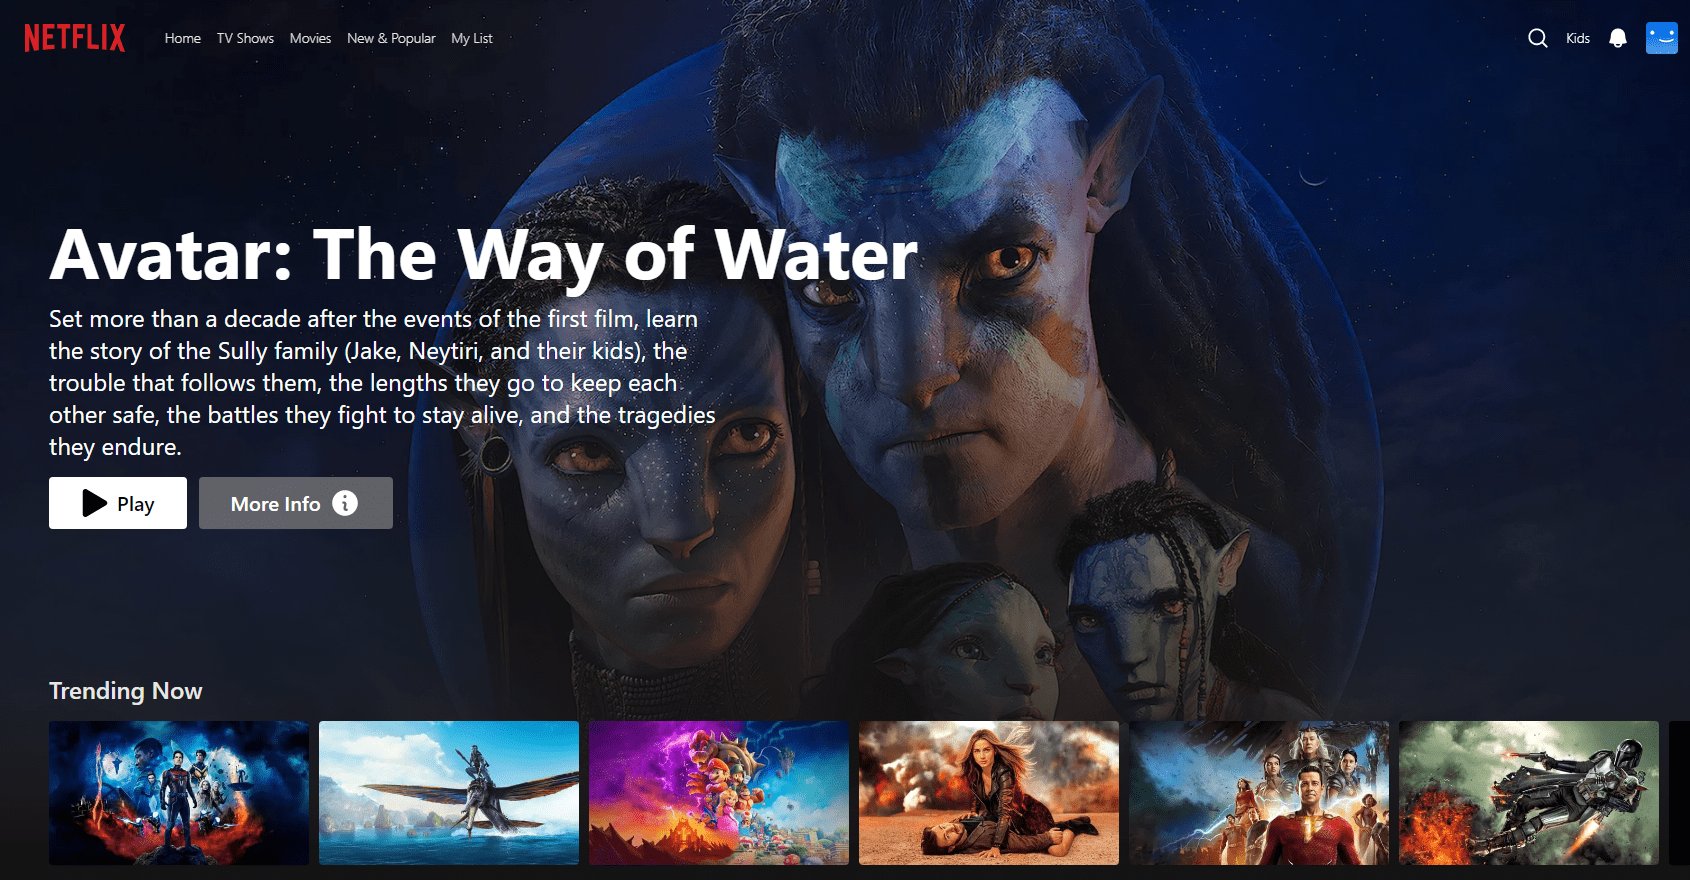 NETFLIX Home TV Shows Movies New & Popular My List Kids
Avatar: The Way of Water
Set more than a decade after the events of the first film, learn
the story of the Sully family (Jake, Neytiri, and their kids), the
trouble that follows them, the lengths they go to keep each
other safe, the battles they fight to stay alive, and the tragedies
they endure.
Play More Info
Trending Now